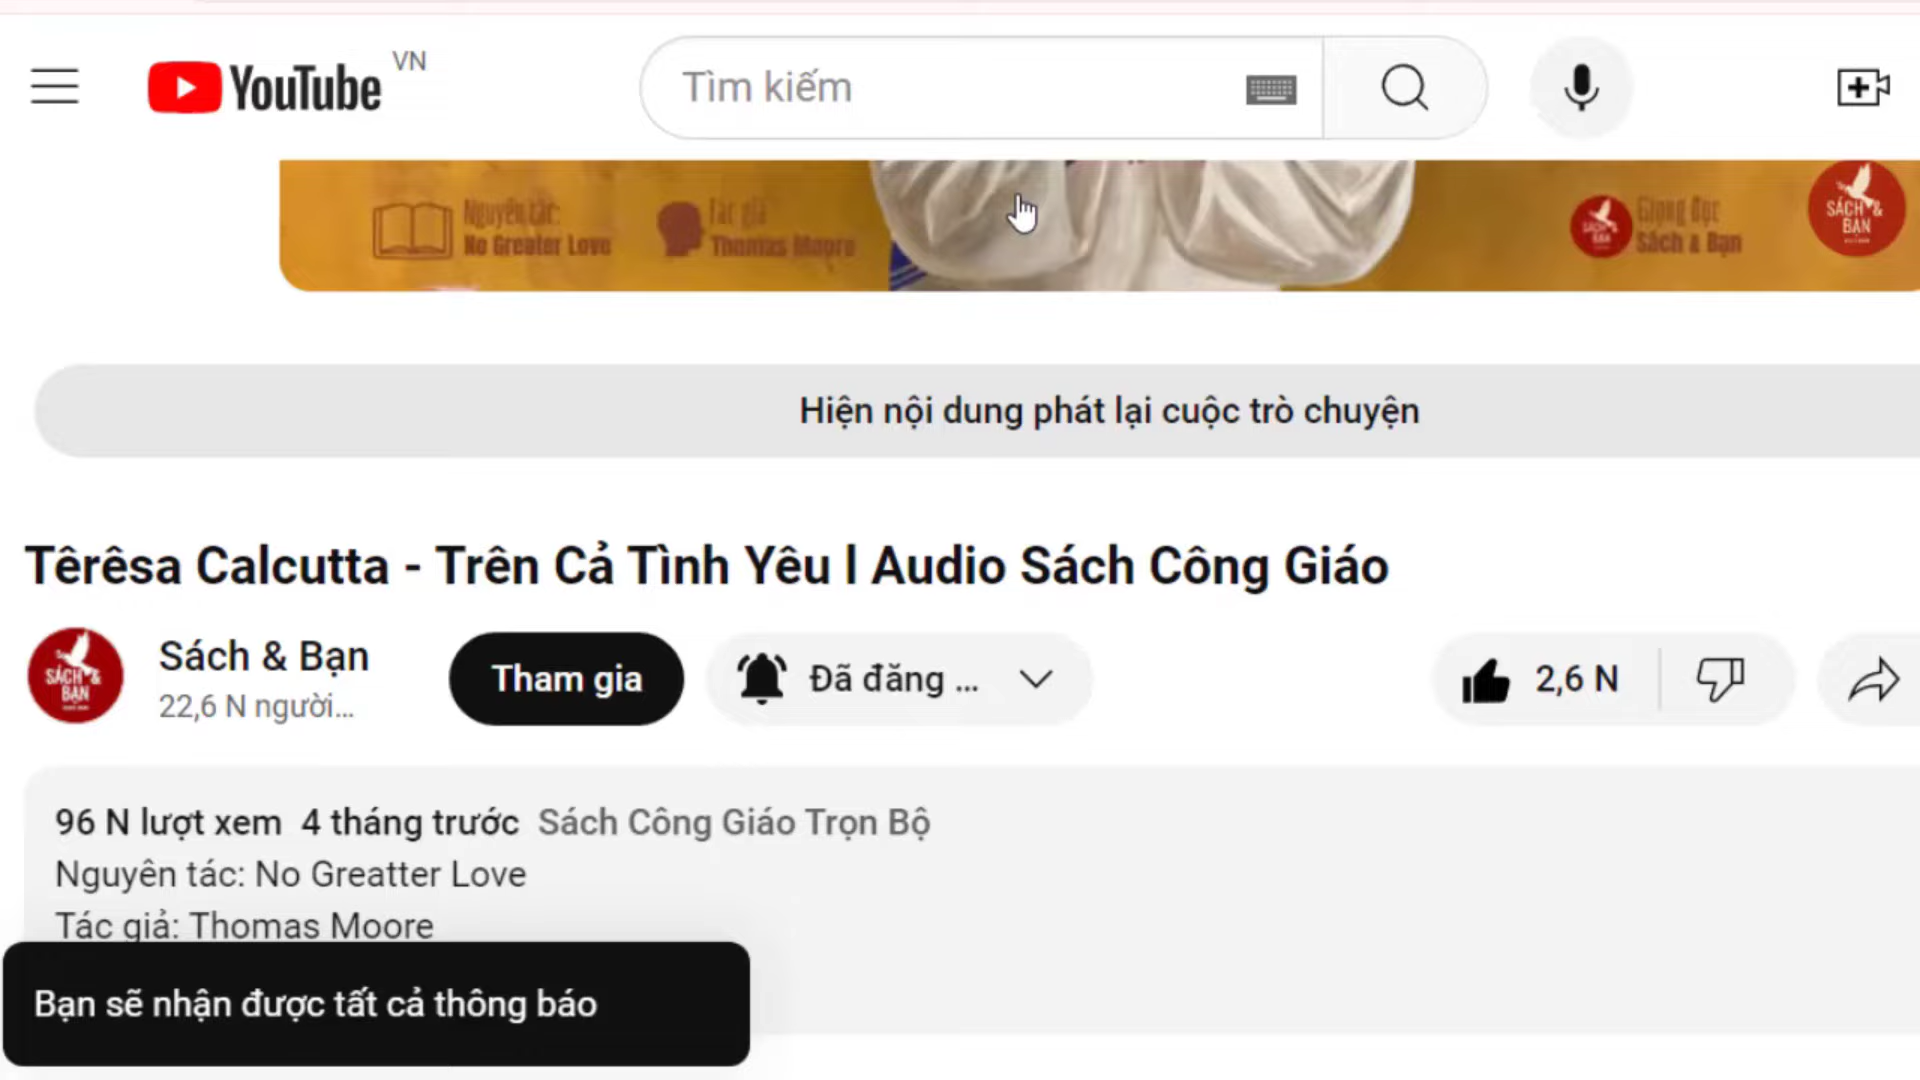 YouTube VN
Tìm kiếm
Nguyên tác:
No Greater Love
Tác giả
Thomas Moore
Giọng đọc
Sách & Bạn
SÁCH &
BẠN
SÁCH &
BẠN
Hiện nội dung phát lại cuộc trò chuyện
Têrêsa Calcutta - Trên Cả Tình Yêu l Audio Sách Công Giáo
SÁCH &
BẠN
Sách & Bạn
22,6 N người...
Tham gia
Đã đăng ...
2,6 N
96 N lượt xem 4 tháng trước Sách Công Giáo Trọn Bộ
Nguyên tác: No Greatter Love
Tác giả: Thomas Moore
Bạn sẽ nhận được tất cả thông báo